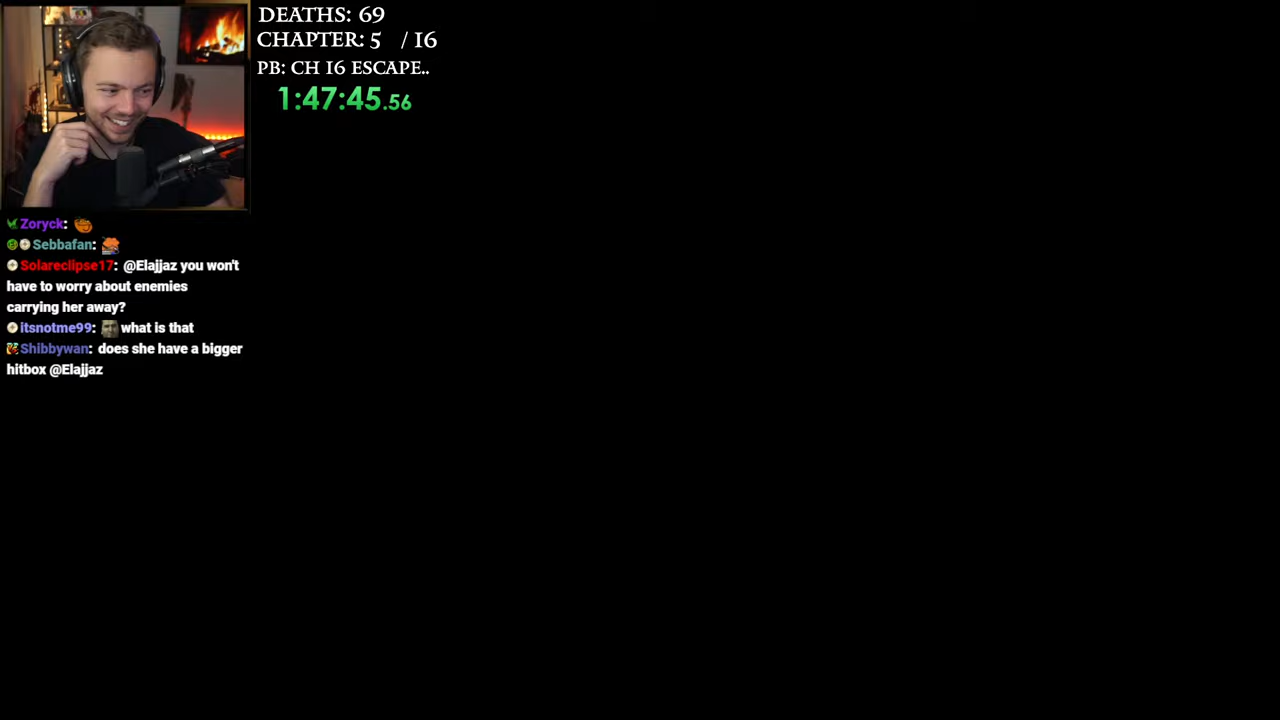 DEATHS: 69
CHAPTER: 5 / 16
PB: CH 16 ESCAPE..
1:47:45.56
Zoryck:
Sebbafan:
Solareclipse17: @Elajjaz you won't
have to worry about enemies
carrying her away?
itsnotme99: what is that
Shibbywan: does she have a bigger
hitbox @Elajjaz